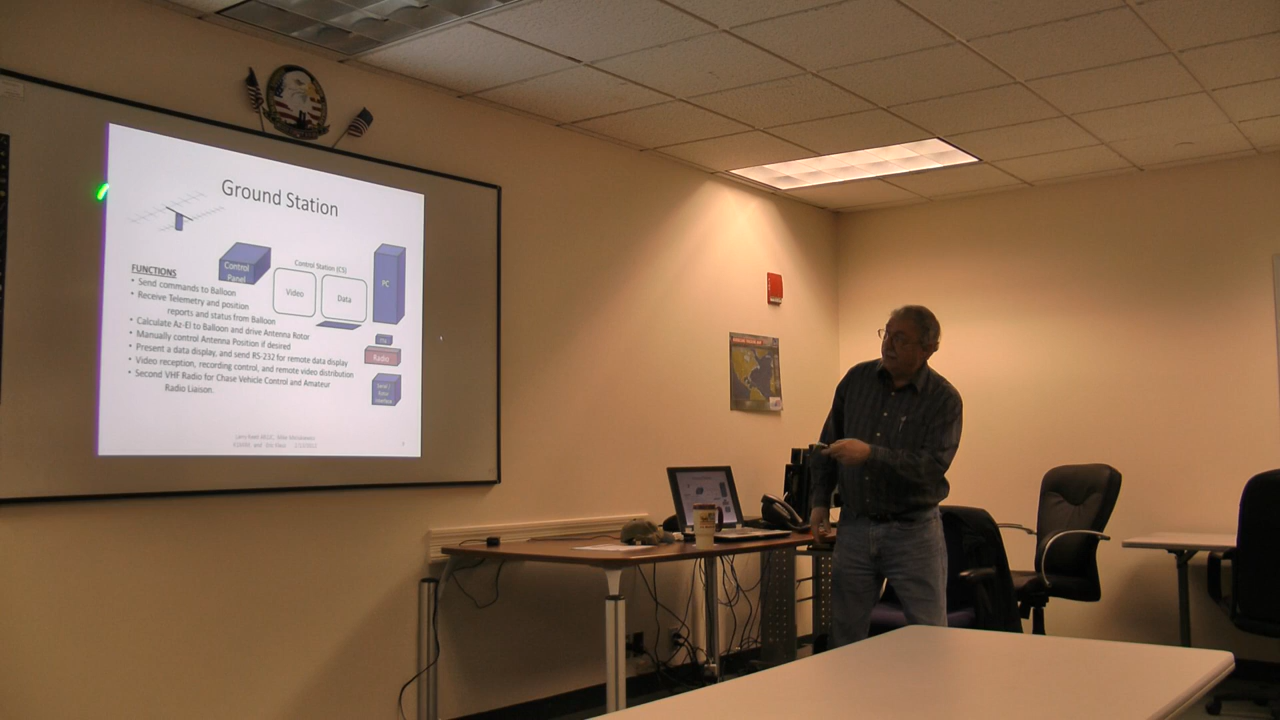 Ground Station
Control
Panel
Control Station (CS)
Video
Data
PC
FUNCTIONS
• Send commands to Balloon
• Receive Telemetry and position
reports and status from Balloon
• Calculate Az-El to Balloon and drive Antenna Rotor
• Manually control Antenna Position if desired
• Present a data display, and send RS-232 for remote data display
• Video reception, recording control, and remote video distribution
• Second VHF Radio for Chase Vehicle Control and Amateur
Radio Liaison.
Radio